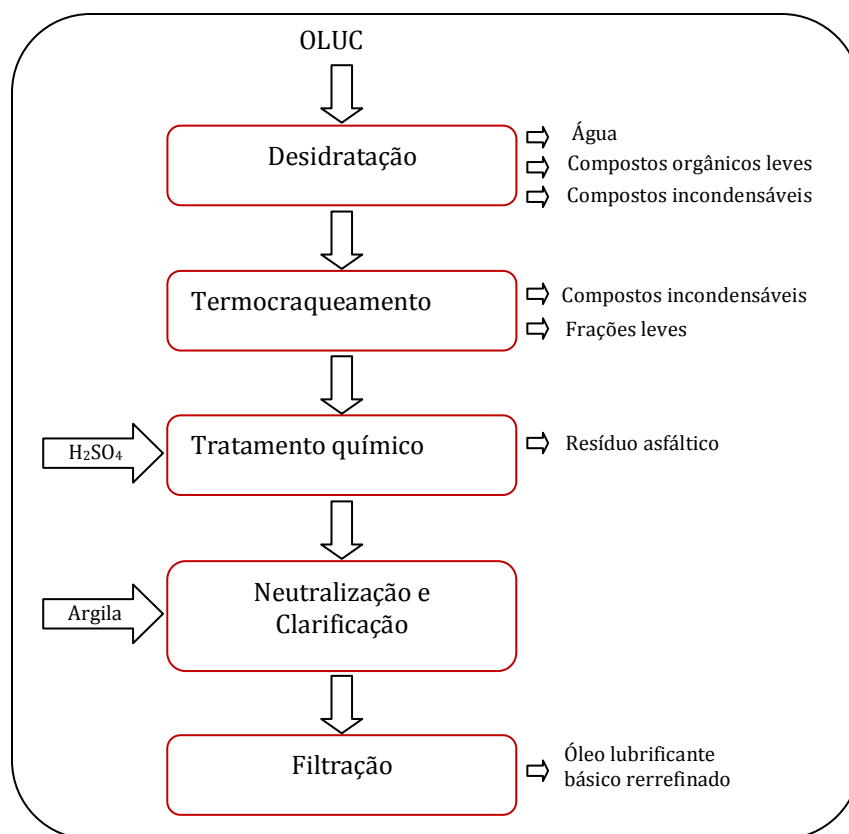 OLUC
Desidratação
Água
Compostos orgânicos leves
Compostos incondensáveis
Termocraqueamento
Compostos incondensáveis
Frações leves
H₂SO₄
Tratamento químico
Resíduo asfáltico
Argila
Neutralização e
Clarificação
Filtração
Óleo lubrificante
básico rerrefinado